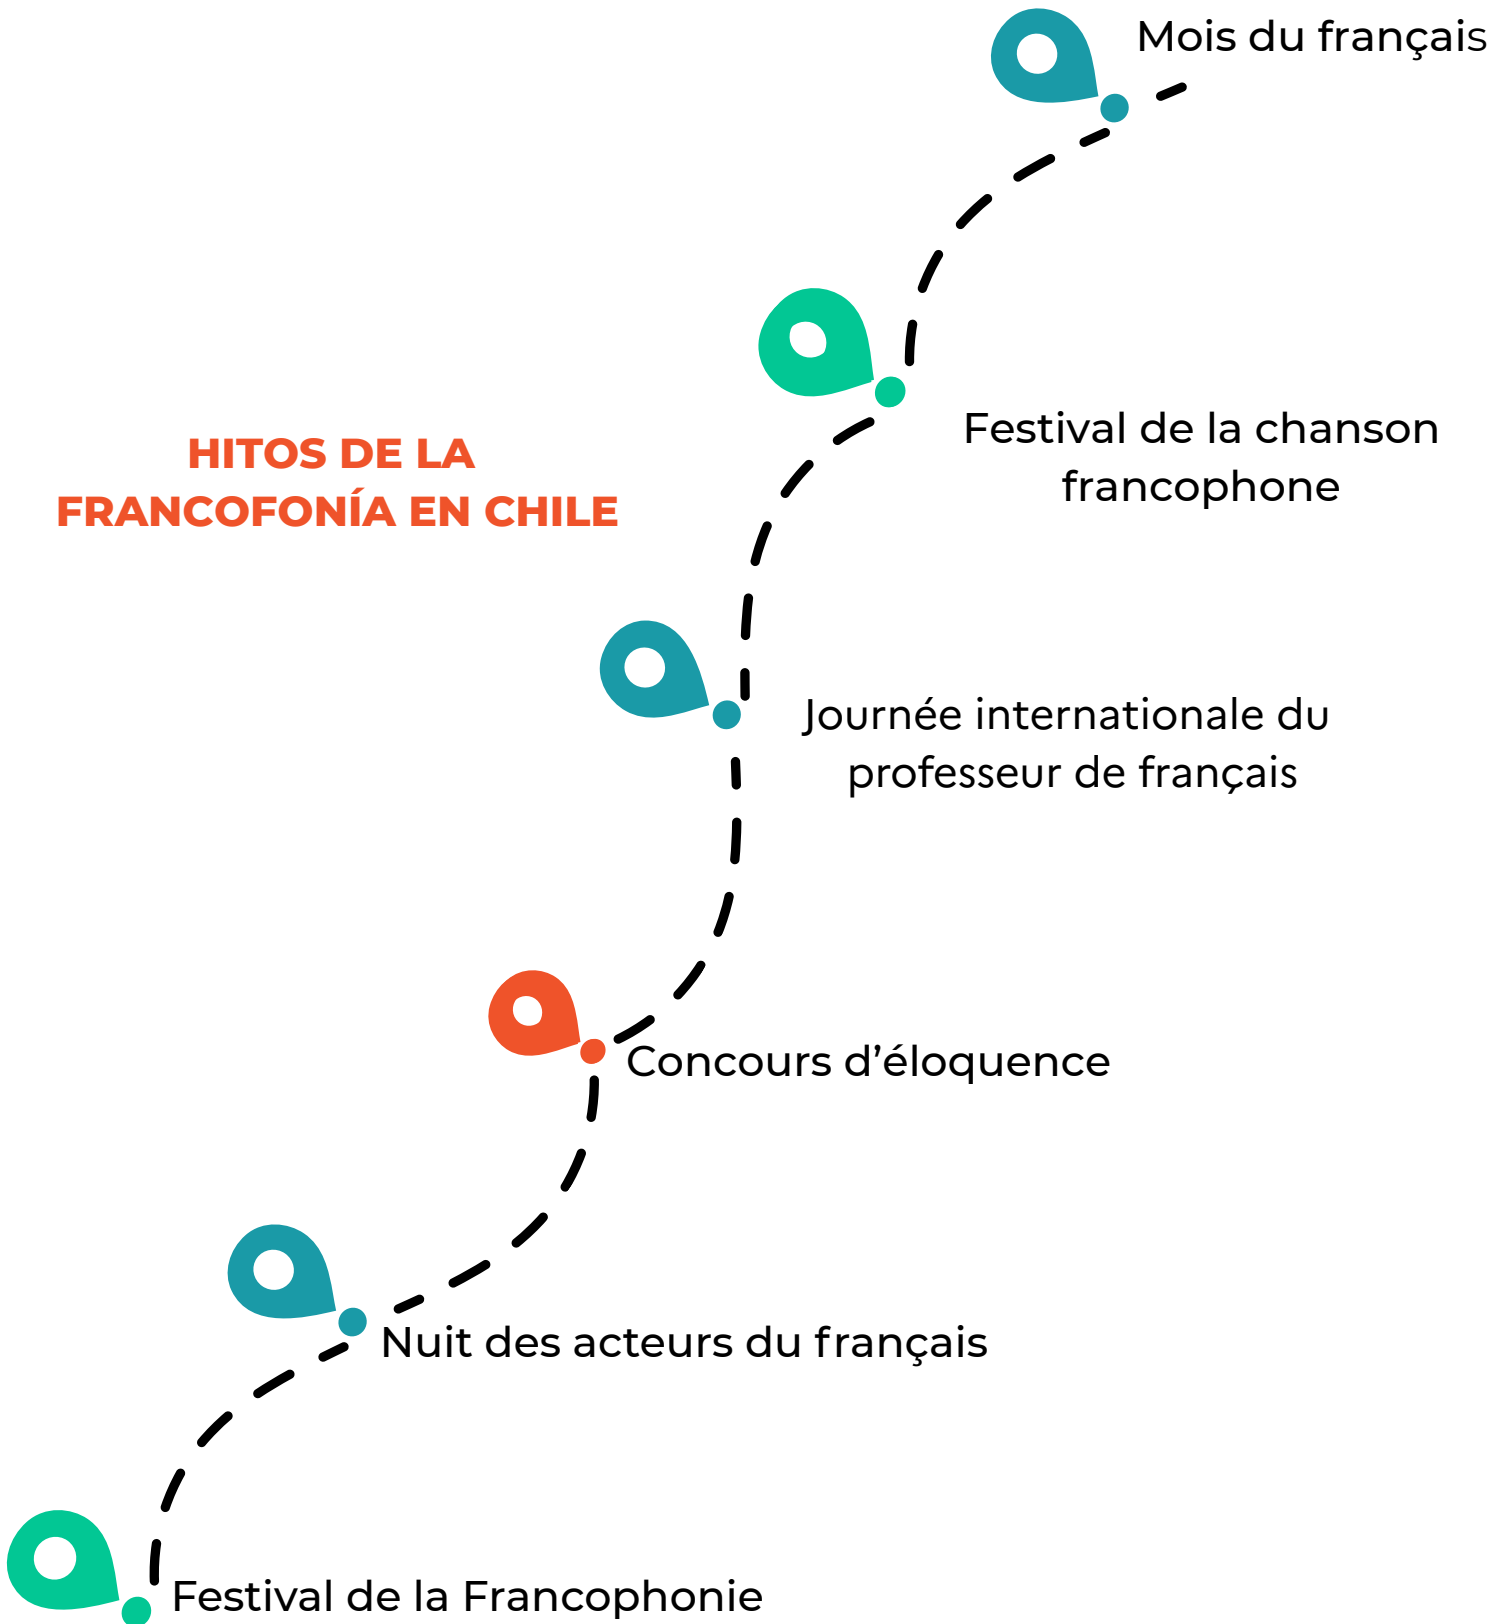 Mois du français
HITOS DE LA
FRANCOFONÍA EN CHILE
Festival de la chanson
francophone
Journée internationale du
professeur de français
Concours d’éloquence
Nuit des acteurs du français
Festival de la Francophonie